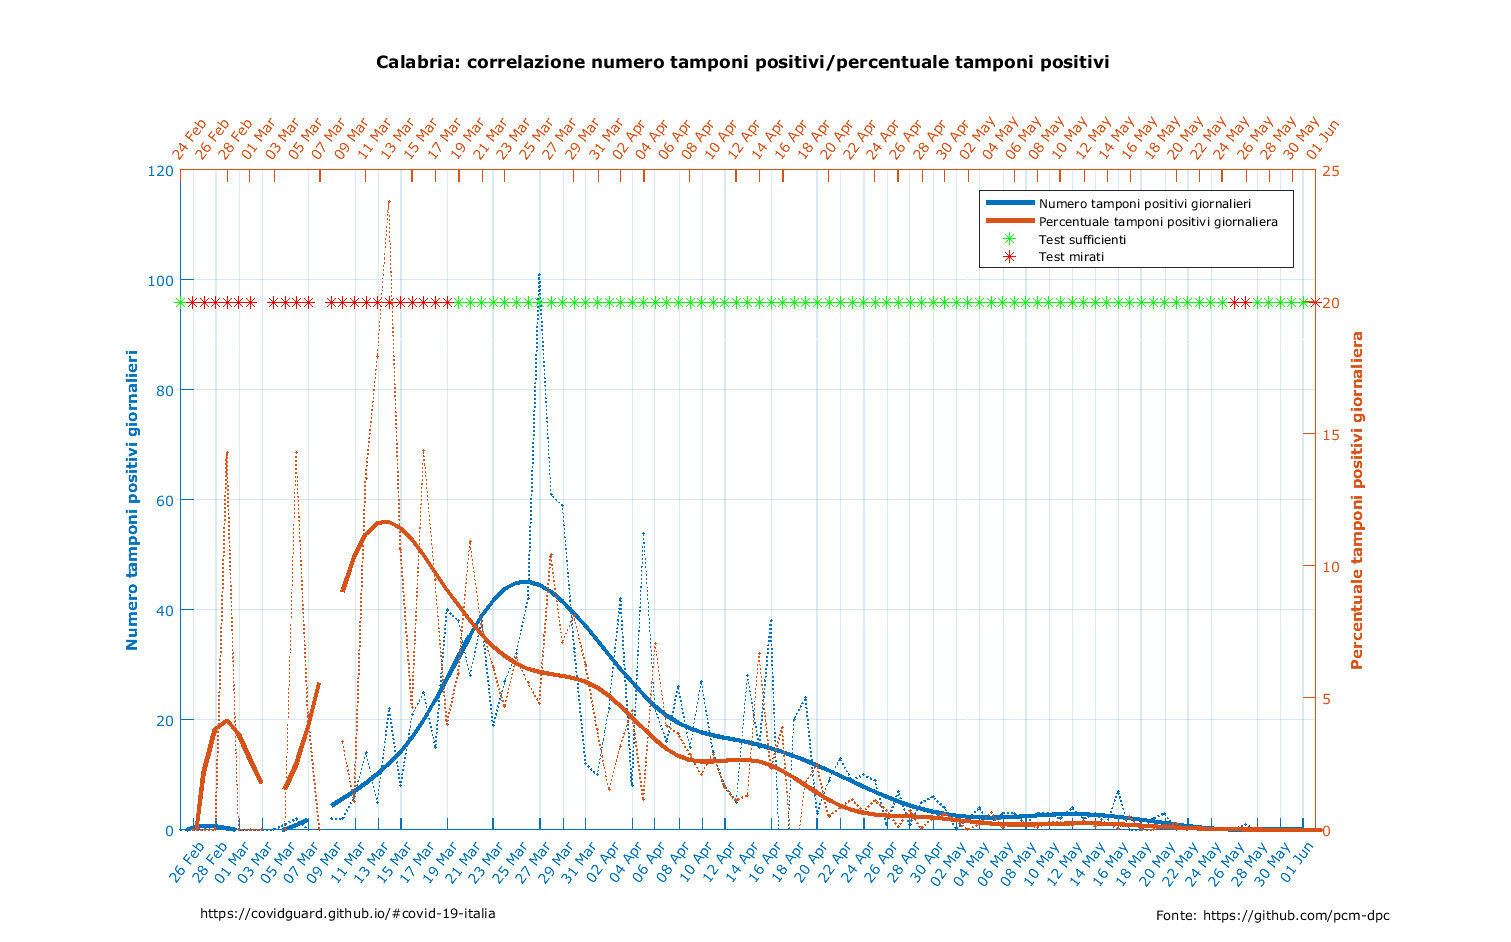 Calabria: correlazione numero tamponi positivi/percentuale tamponi positivi
24 Feb 26 Feb 28 Feb 01 Mar 03 Mar 05 Mar 07 Mar 09 Mar 11 Mar 13 Mar 15 Mar 17 Mar 19 Mar 21 Mar 23 Mar 25 Mar 27 Mar 29 Mar 31 Mar 02 Apr 04 Apr 06 Apr 08 Apr 10 Apr 12 Apr 14 Apr 16 Apr 18 Apr 20 Apr 22 Apr 24 Apr 26 Apr 28 Apr 30 Apr 02 May 04 May 06 May 08 May 10 May 12 May 14 May 16 May 18 May 20 May 22 May 24 May 26 May 28 May 30 May 01 Jun
120
100
80
60
40
20
0
Numero tamponi positivi giornalieri
Numero tamponi positivi giornalieri
Percentuale tamponi positivi giornaliera
Test sufficienti
Test mirati
25
20
15
10
5
0
Percentuale tamponi positivi giornaliera
26 Feb 28 Feb 01 Mar 03 Mar 05 Mar 07 Mar 09 Mar 11 Mar 13 Mar 15 Mar 17 Mar 19 Mar 21 Mar 23 Mar 25 Mar 27 Mar 29 Mar 31 Mar 02 Apr 04 Apr 06 Apr 08 Apr 10 Apr 12 Apr 14 Apr 16 Apr 18 Apr 20 Apr 22 Apr 24 Apr 26 Apr 28 Apr 30 Apr 02 May 04 May 06 May 08 May 10 May 12 May 14 May 16 May 18 May 20 May 22 May 24 May 26 May 28 May 30 May 01 Jun
https://covidguard.github.io/#covid-19-italia
Fonte: https://github.com/pcm-dpc